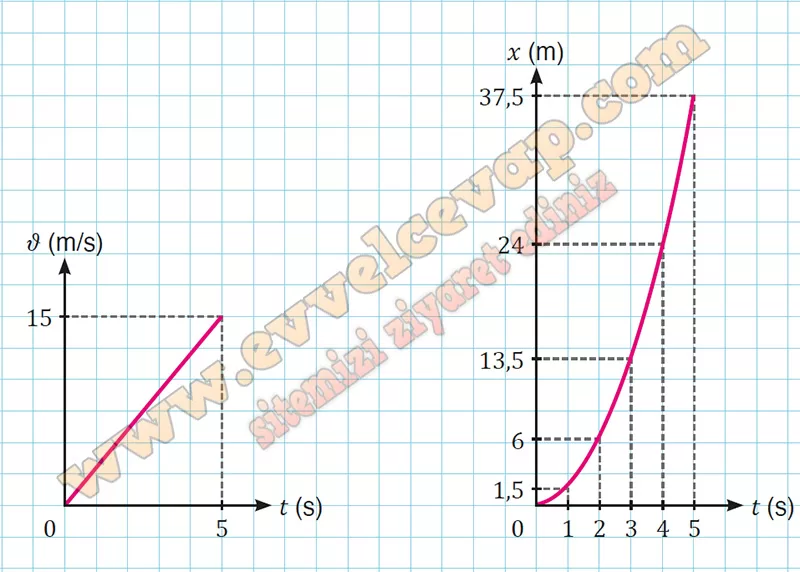 x (m)
37,5
24
13,5
6
1,5
0
1 2 3 4 5
t (s)
ϑ (m/s)
15
0
5
t (s)
www.evvelcevap.com
sitemizi ziyaret ediniz